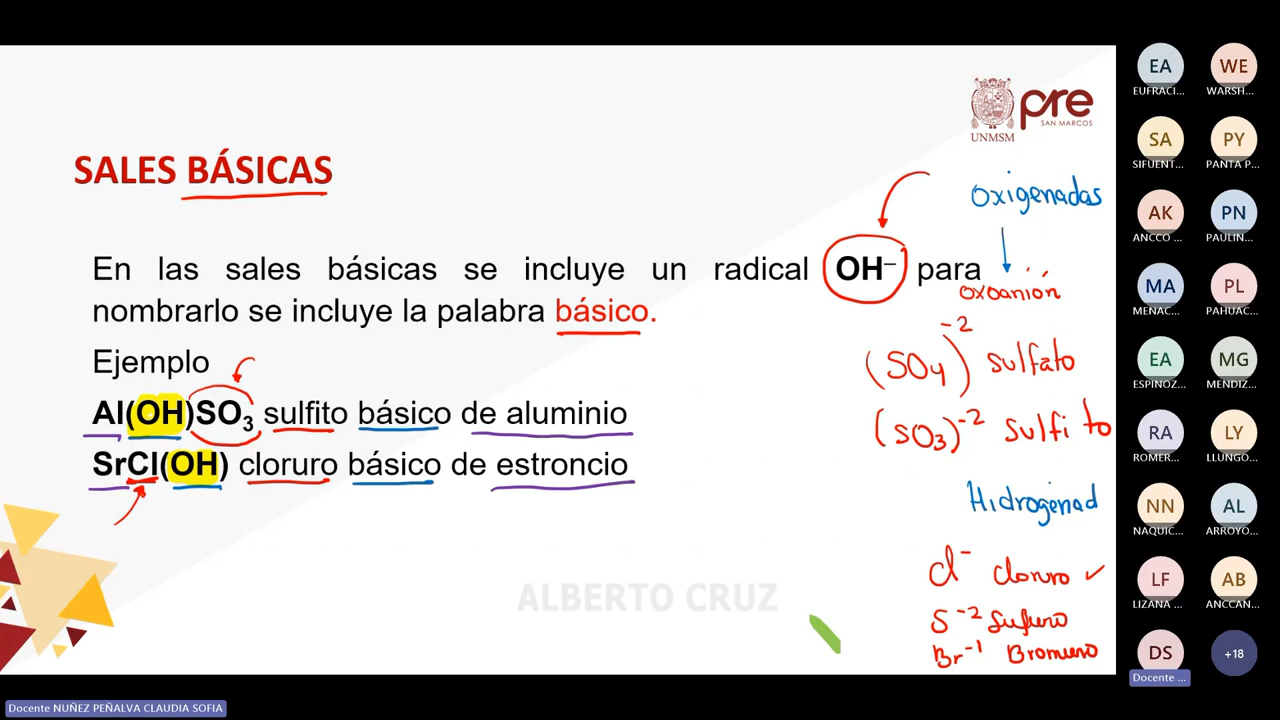 UNMSM
pre
SAN MARCOS
SALES BÁSICAS
oxigenadas
En las sales básicas se incluye un radical OH⁻ para
nombrarlo se incluye la palabra básico.
oxoanión
Ejemplo
Al(OH)SO₃ sulfito básico de aluminio
SrCl(OH) cloruro básico de estroncio
(SO₄)⁻² sulfato
(SO₃)⁻² sulfito
Hidrogenad
Cl⁻ cloruro ✓
S⁻² Sulfuro
Br⁻¹ Bromuro
ALBERTO CRUZ
EA WE
EUFRACI... WARSH...
SA PY
SIFUENT... PANTA P...
AK PN
ANCCO ... PAULIN...
MA PL
MENAC... PAHUAC...
EA MG
ESPINOZ... MENDIZ...
RA LY
ROMER... LLUNGO...
NN AL
NAQUIC... ARROYO...
LF AB
LIZANA ... ANCCAN...
DS +18
Docente ...
Docente NUÑEZ PEÑALVA CLAUDIA SOFIA